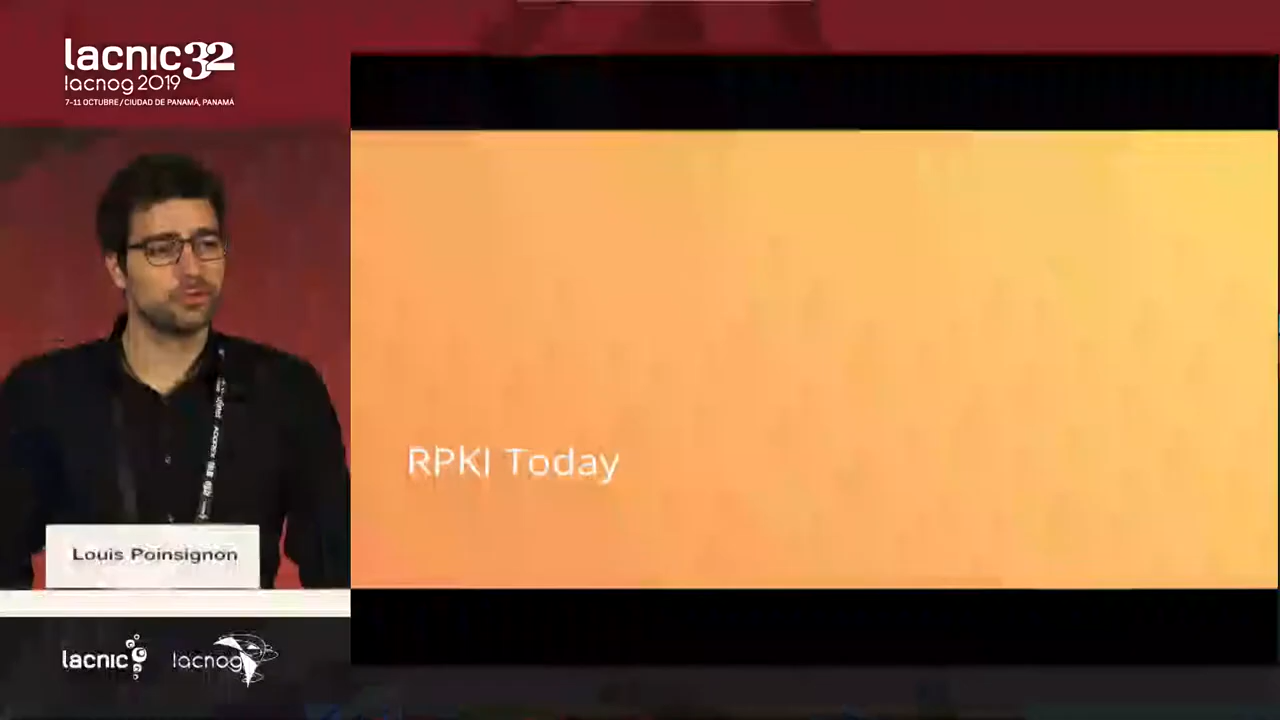 lacnic32
lacnog 2019
7-11 OCTUBRE / CIUDAD DE PANAMÁ, PANAMÁ
RPKI Today
Louis Poinsignon
lacnic
lacnog